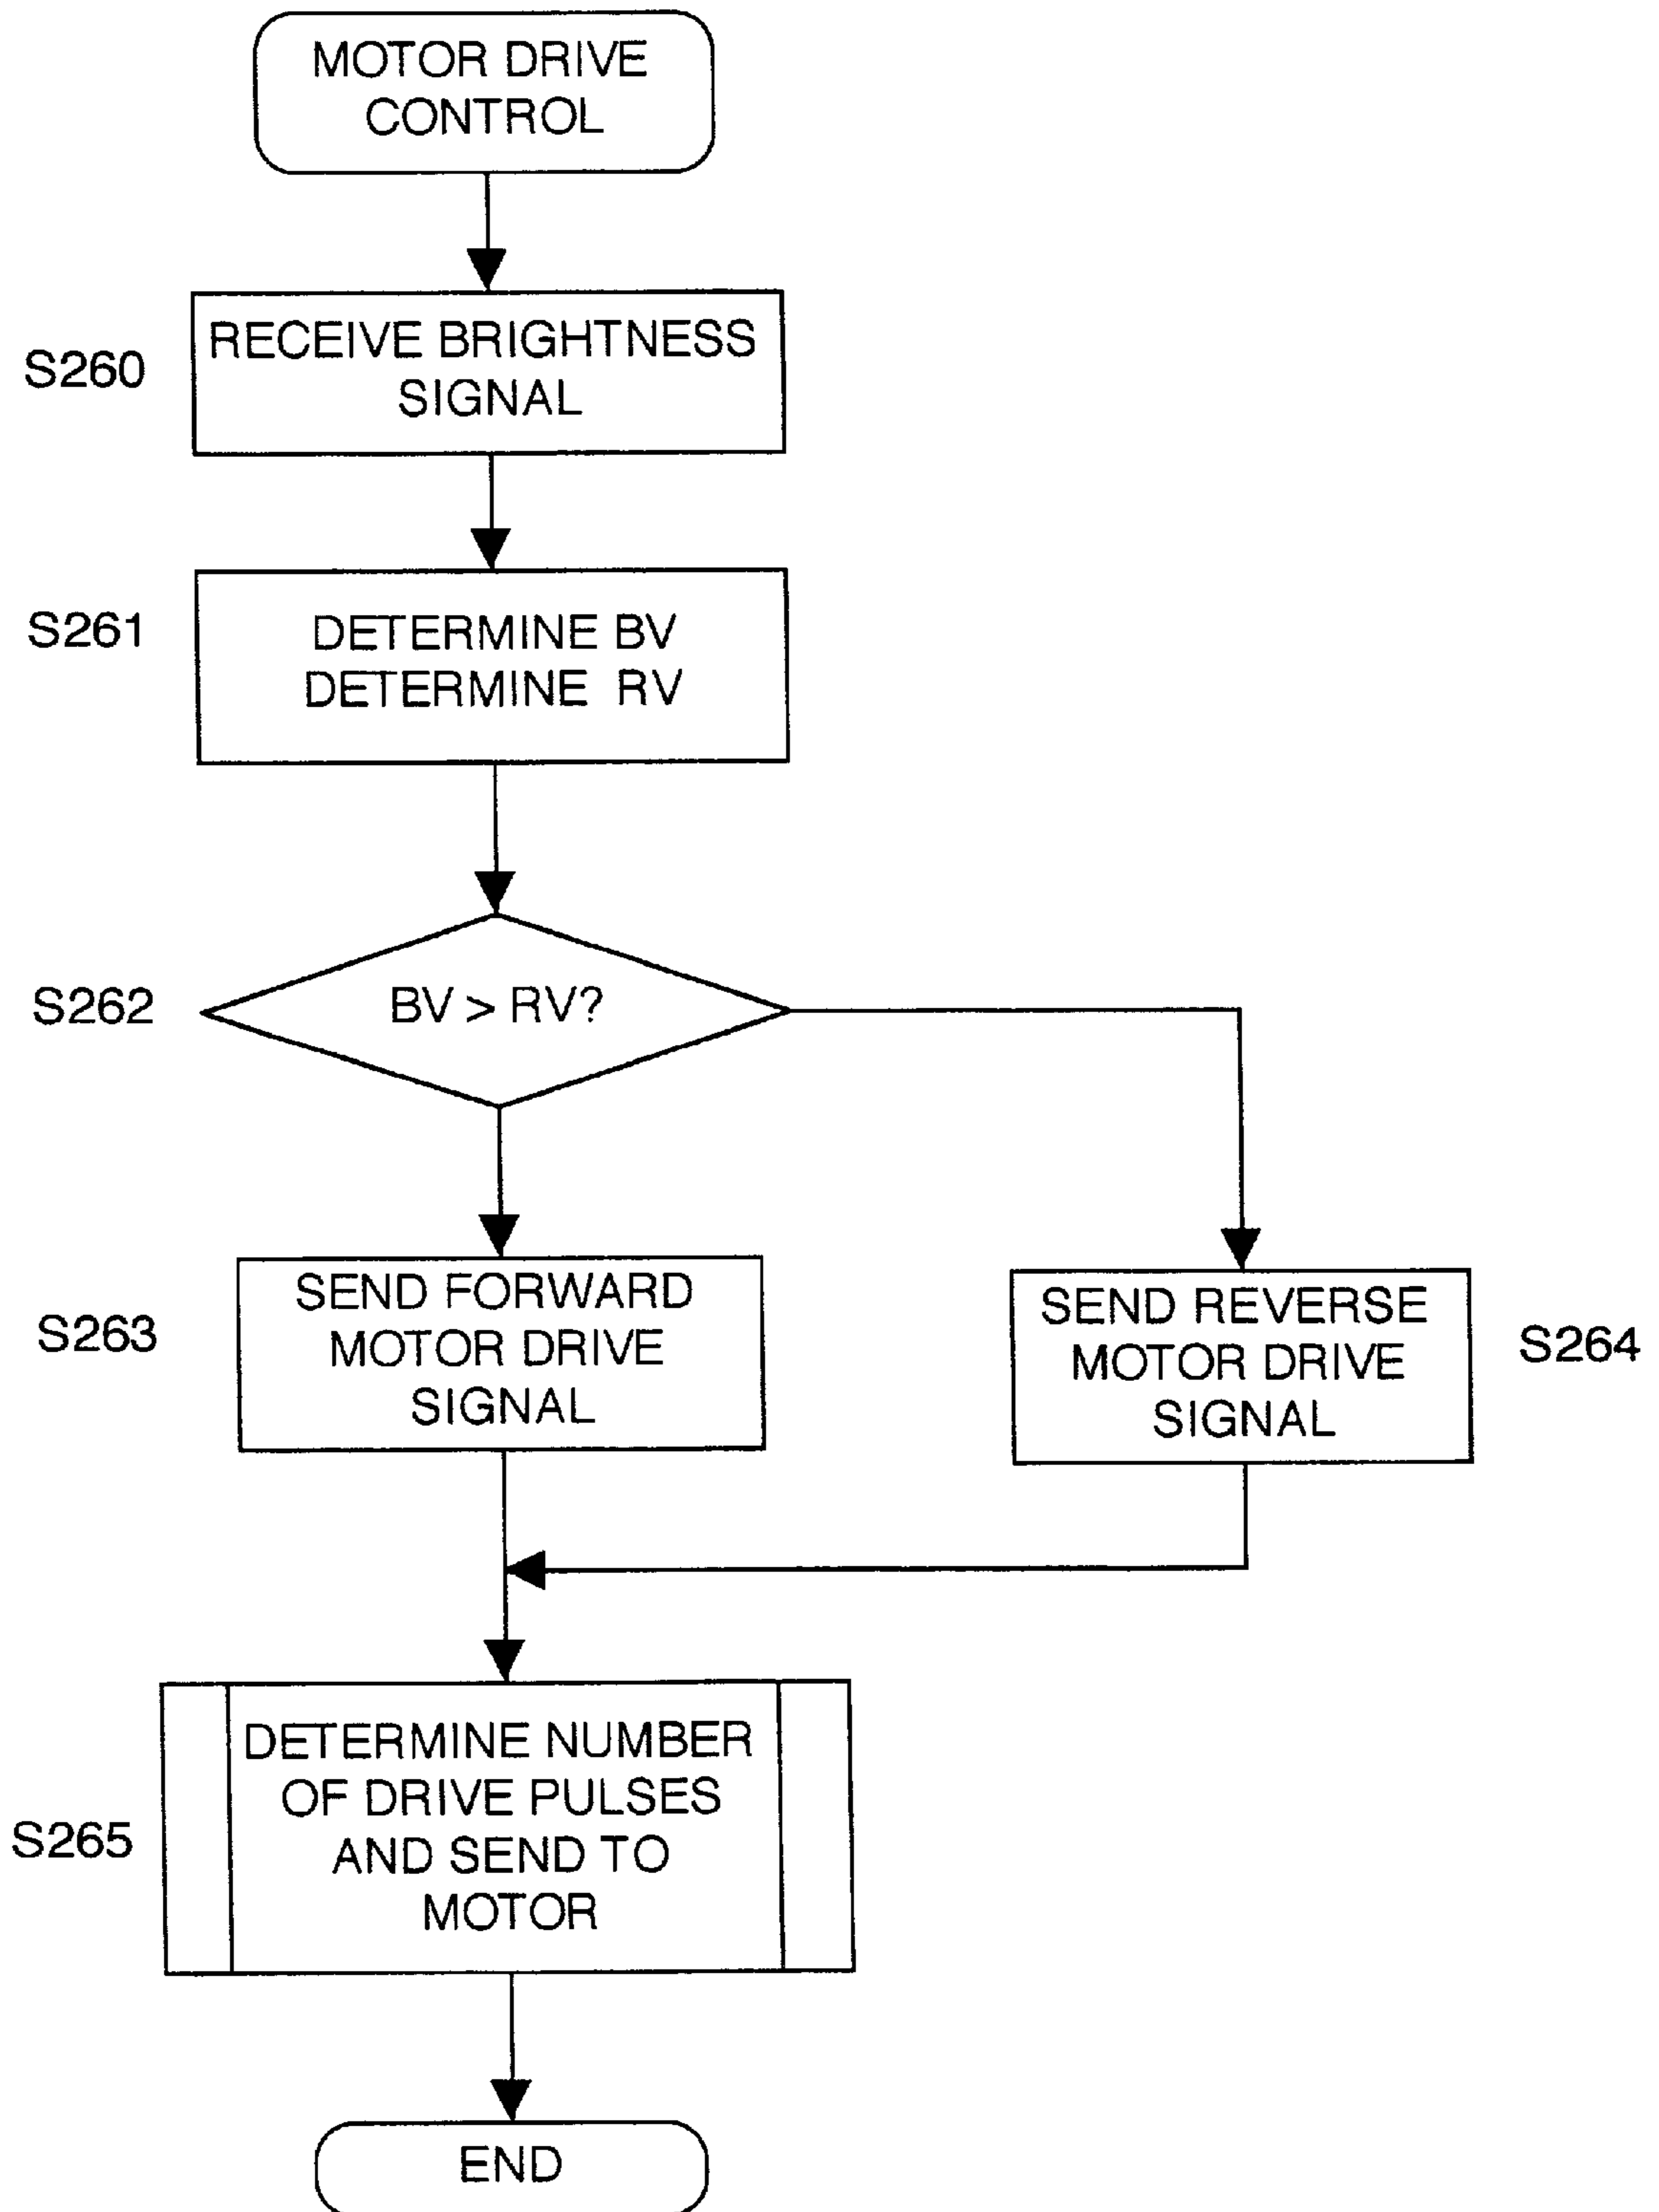 MOTOR DRIVE
CONTROL
S260
RECEIVE BRIGHTNESS
SIGNAL
S261
DETERMINE BV
DETERMINE RV
S262
BV > RV?
S263
SEND FORWARD
MOTOR DRIVE
SIGNAL
SEND REVERSE
MOTOR DRIVE
SIGNAL
S264
S265
DETERMINE NUMBER
OF DRIVE PULSES
AND SEND TO
MOTOR
END